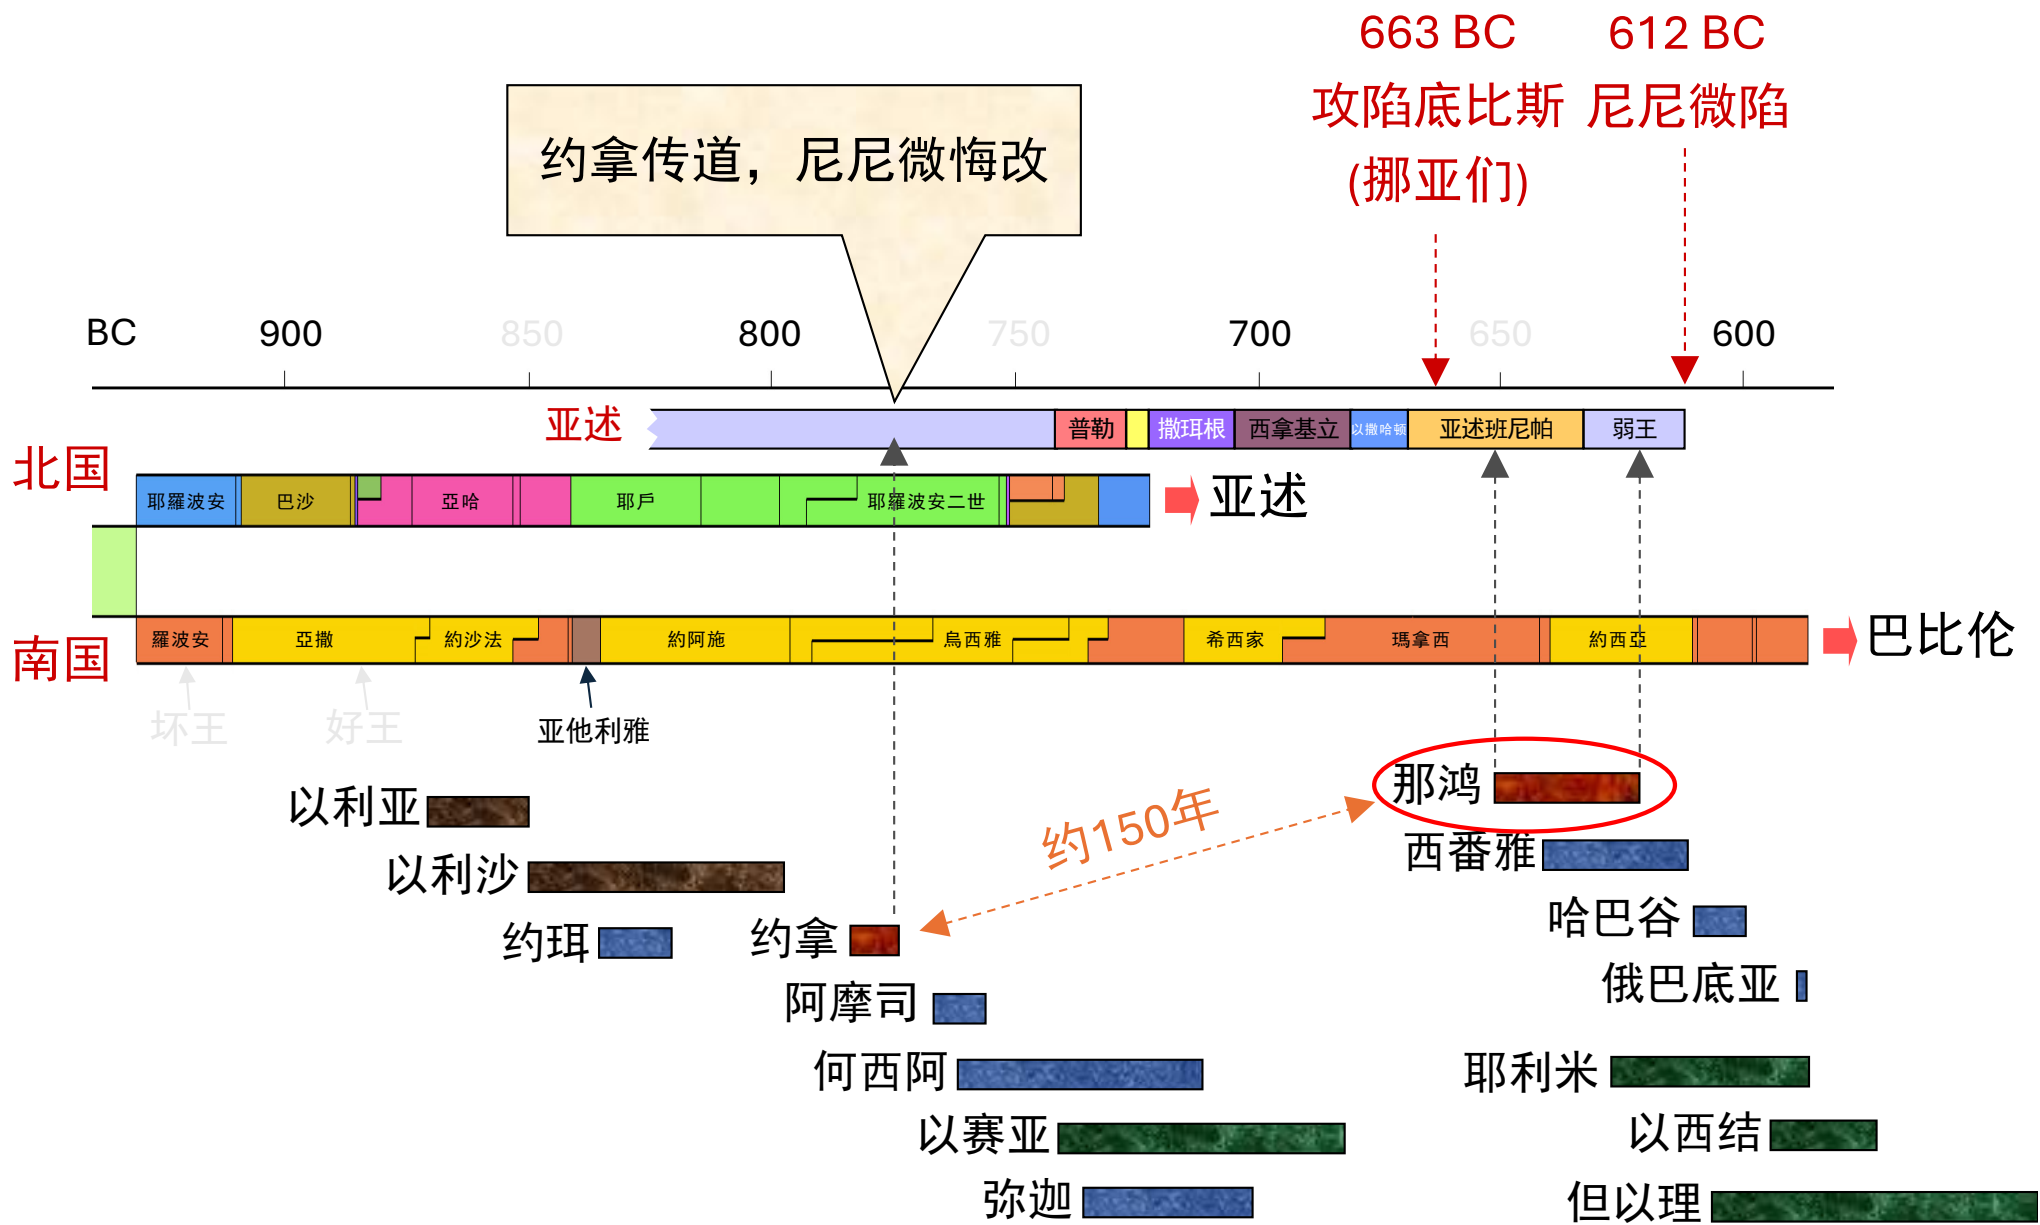 663 BC
612 BC
攻陷底比斯
尼尼微陷
(挪亚们)
约拿传道，尼尼微悔改
BC
900
850
800
750
700
650
600
亚述
普勒
撒珥根
西拿基立
以撒哈顿
亚述班尼帕
弱王
北国
耶羅波安
巴沙
亞哈
耶戶
耶羅波安二世
亚述
南国
羅波安
亞撒
約沙法
約阿施
烏西雅
希西家
瑪拿西
約西亞
巴比伦
坏王
好王
亚他利雅
以利亚
那鸿
约150年
西番雅
以利沙
约珥
约拿
哈巴谷
阿摩司
俄巴底亚
何西阿
耶利米
以赛亚
以西结
弥迦
但以理